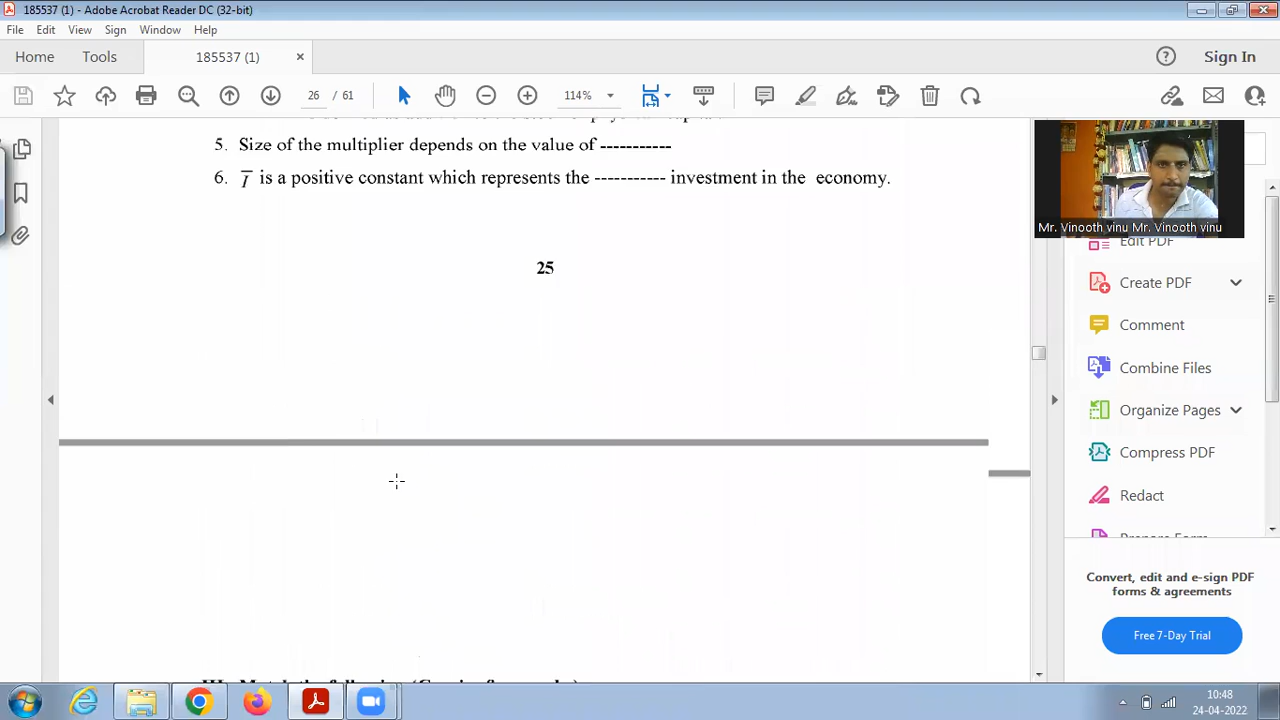 185537 (1) - Adobe Acrobat Reader DC (32-bit)
File Edit View Sign Window Help
Home Tools 185537 (1) × Sign In
26 / 61 114%
5. Size of the multiplier depends on the value of -----------
6. I̅ is a positive constant which represents the ----------- investment in the economy.
25
Mr. Vinooth vinu Mr. Vinooth vinu
Edit PDF
Create PDF
Comment
Combine Files
Organize Pages
Compress PDF
Redact
Convert, edit and e-sign PDF
forms & agreements
Free 7-Day Trial
10:48
24-04-2022